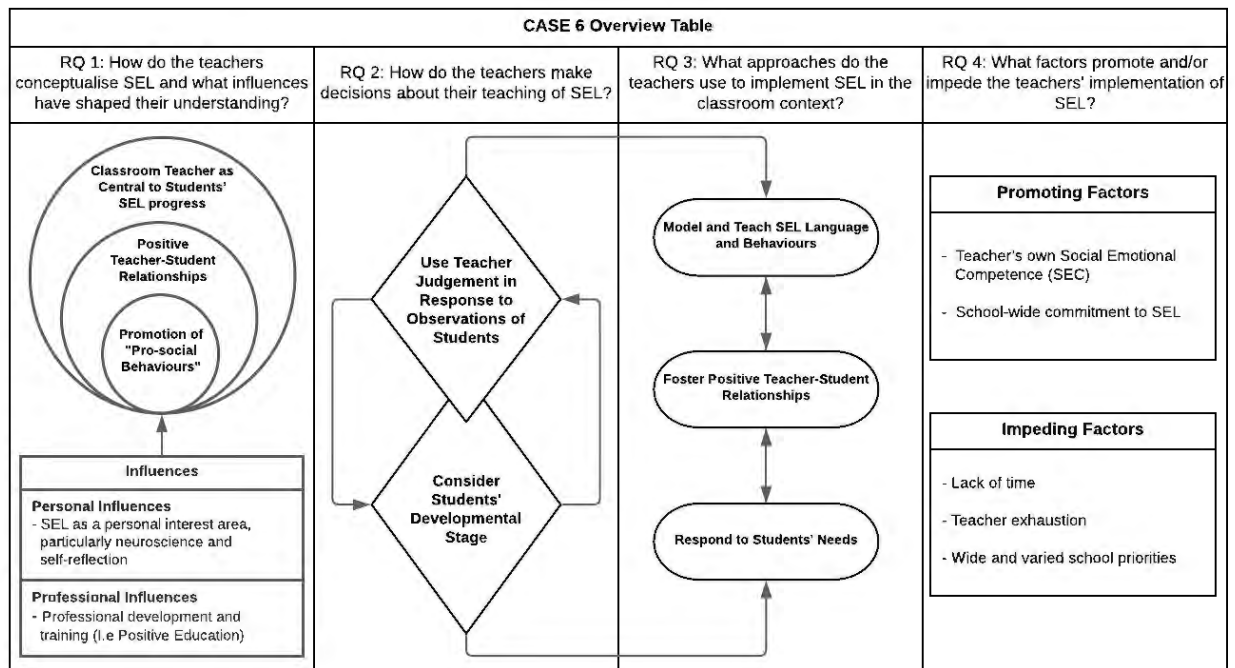 CASE 6 Overview Table
RQ 1: How do the teachers
conceptualise SEL and what influences
have shaped their understanding?
RQ 2: How do the teachers make
decisions about their teaching of SEL?
RQ 3: What approaches do the
teachers use to implement SEL in the
classroom context?
RQ 4: What factors promote and/or
impede the teachers' implementation of
SEL?
Classroom Teacher as
Central to Students'
SEL progress
Positive
Teacher-Student
Relationships
Promotion of
"Pro-social
Behaviours"
Influences
Personal Influences
- SEL as a personal interest area,
particularly neuroscience and
self-reflection
Professional Influences
- Professional development and
training (I.e Positive Education)
Use Teacher
Judgement in
Response to
Observations of
Students
Consider
Students'
Developmental
Stage
Model and Teach SEL Language
and Behaviours
Foster Positive Teacher-Student
Relationships
Respond to Students' Needs
Promoting Factors
- Teacher's own Social Emotional
Competence (SEC)
- School-wide commitment to SEL
Impeding Factors
- Lack of time
- Teacher exhaustion
- Wide and varied school priorities